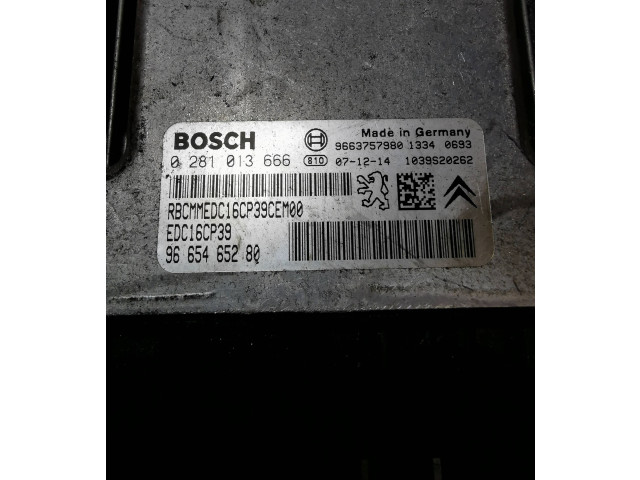 BOSCH
Made in Germany
9663757980 1334 0693
0 281 013 666 810 07-12-14 1039S20262
RBCMMEDC16CP39CEM00
EDC16CP39
96 654 652 80